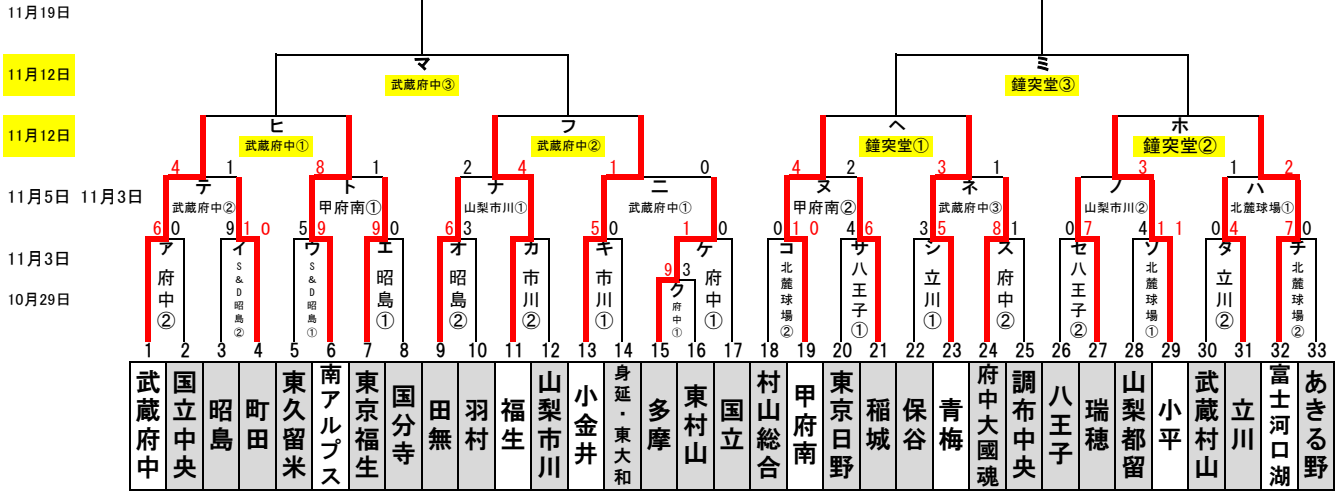 11月19日
マ
ミ
11月12日
武蔵府中③
鐘突堂③
11月12日
ヒ
フ
ヘ
ホ
武蔵府中①
武蔵府中②
鐘突堂①
鐘突堂②
4 1 8 1 2 4 1 0 4 2 3 1 3 1 2
11月5日 11月3日
テ ト ナ ニ ヌ ネ ノ ハ
武蔵府中② 甲府南① 山梨市川① 武蔵府中① 甲府南② 武蔵府中③ 山梨市川② 北麓球場①
6 0 9 10 5 9 9 0 6 3 5 0 1 0 0 10 4 6 3 5 8 1 0 7 4 11 0 4 7
11月3日
ア イ ウ エ オ カ キ ケ コ サ シ ス セ ソ タ チ
9 3
10月29日
ク
府中②
S&D昭島②
S&D昭島①
昭島①
昭島②
市川②
市川①
府中①
府中①
北麓球場②
八王子①
立川①
府中②
八王子②
北麓球場①
立川②
北麓球場②
1 2 3 4 5 6 7 8 9 10 11 12 13 14 15 16 17 18 19 20 21 22 23 24 25 26 27 28 29 30 31 32 33
武蔵府中
国立中央
昭島
町田
東久留米
南アルプス
東京福生
国分寺
田無
羽村
福生
山梨市川
小金井
身延・東大和
多摩
東村山
国立
村山総合
甲府南
東京日野
稲城
保谷
青梅
府中大國魂
調布中央
八王子
瑞穂
山梨都留
小平
武蔵村山
立川
富士河口湖
あきる野